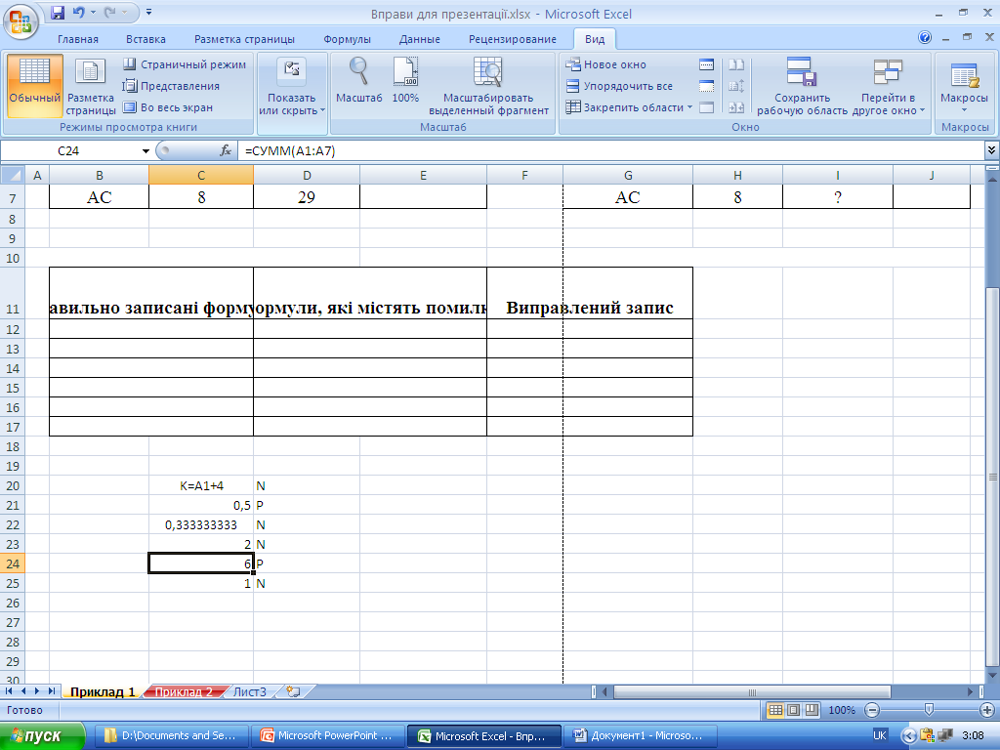 Вправи для презентації.xlsx - Microsoft Excel
Главная Вставка Разметка страницы Формулы Данные Рецензирование Вид
Обычный Разметка страницы Страничный режим Представления Во весь экран
Режимы просмотра книги
Показать или скрыть
Масштаб 100% Масштабировать выделенный фрагмент
Масштаб
Новое окно Упорядочить все Закрепить области
Сохранить рабочую область Перейти в другое окно
Окно
Макросы
Макросы
C24 fx =СУММ(A1:A7)
A B C D E F G H I J
7 AC 8 29 AC 8 ?
8
9
10
11 авильно записані форму ормули, які містять помилк Виправлений запис
12
13
14
15
16
17
18
19
20 K=A1+4 N
21 0,5 P
22 0,333333333 N
23 2 N
24 6 P
25 1 N
26
27
28
29
30
Приклад 1 Приклад 2 Лист3
Готово 100%
пуск D:\Documents and Se... Microsoft PowerPoint ... Microsoft Excel - Впр... Документ1 - Microso... UK 3:08